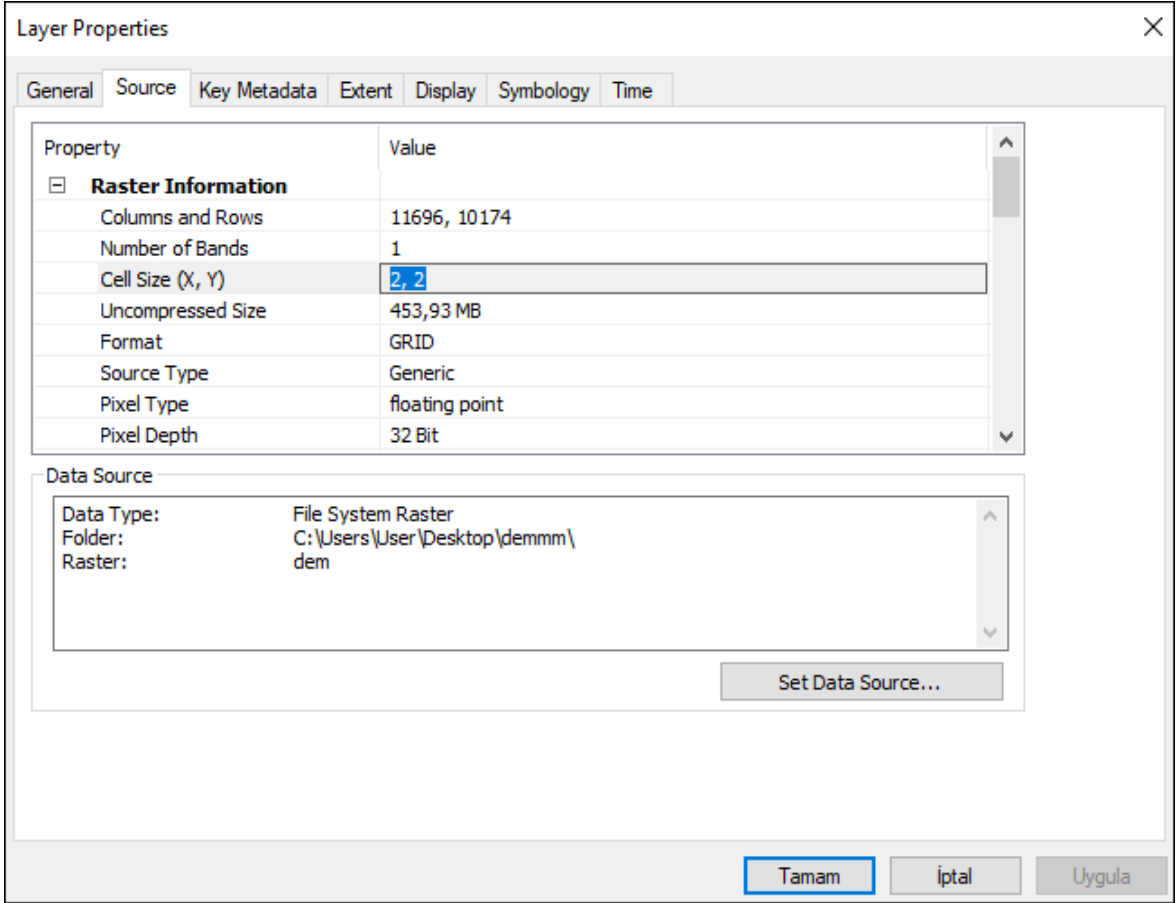 Layer Properties
General Source Key Metadata Extent Display Symbology Time
Property Value
Raster Information
Columns and Rows 11696, 10174
Number of Bands 1
Cell Size (X, Y) 2, 2
Uncompressed Size 453,93 MB
Format GRID
Source Type Generic
Pixel Type floating point
Pixel Depth 32 Bit
Data Source
Data Type: File System Raster
Folder: C:\Users\User\Desktop\demmm\
Raster: dem
Set Data Source...
Tamam İptal Uygula